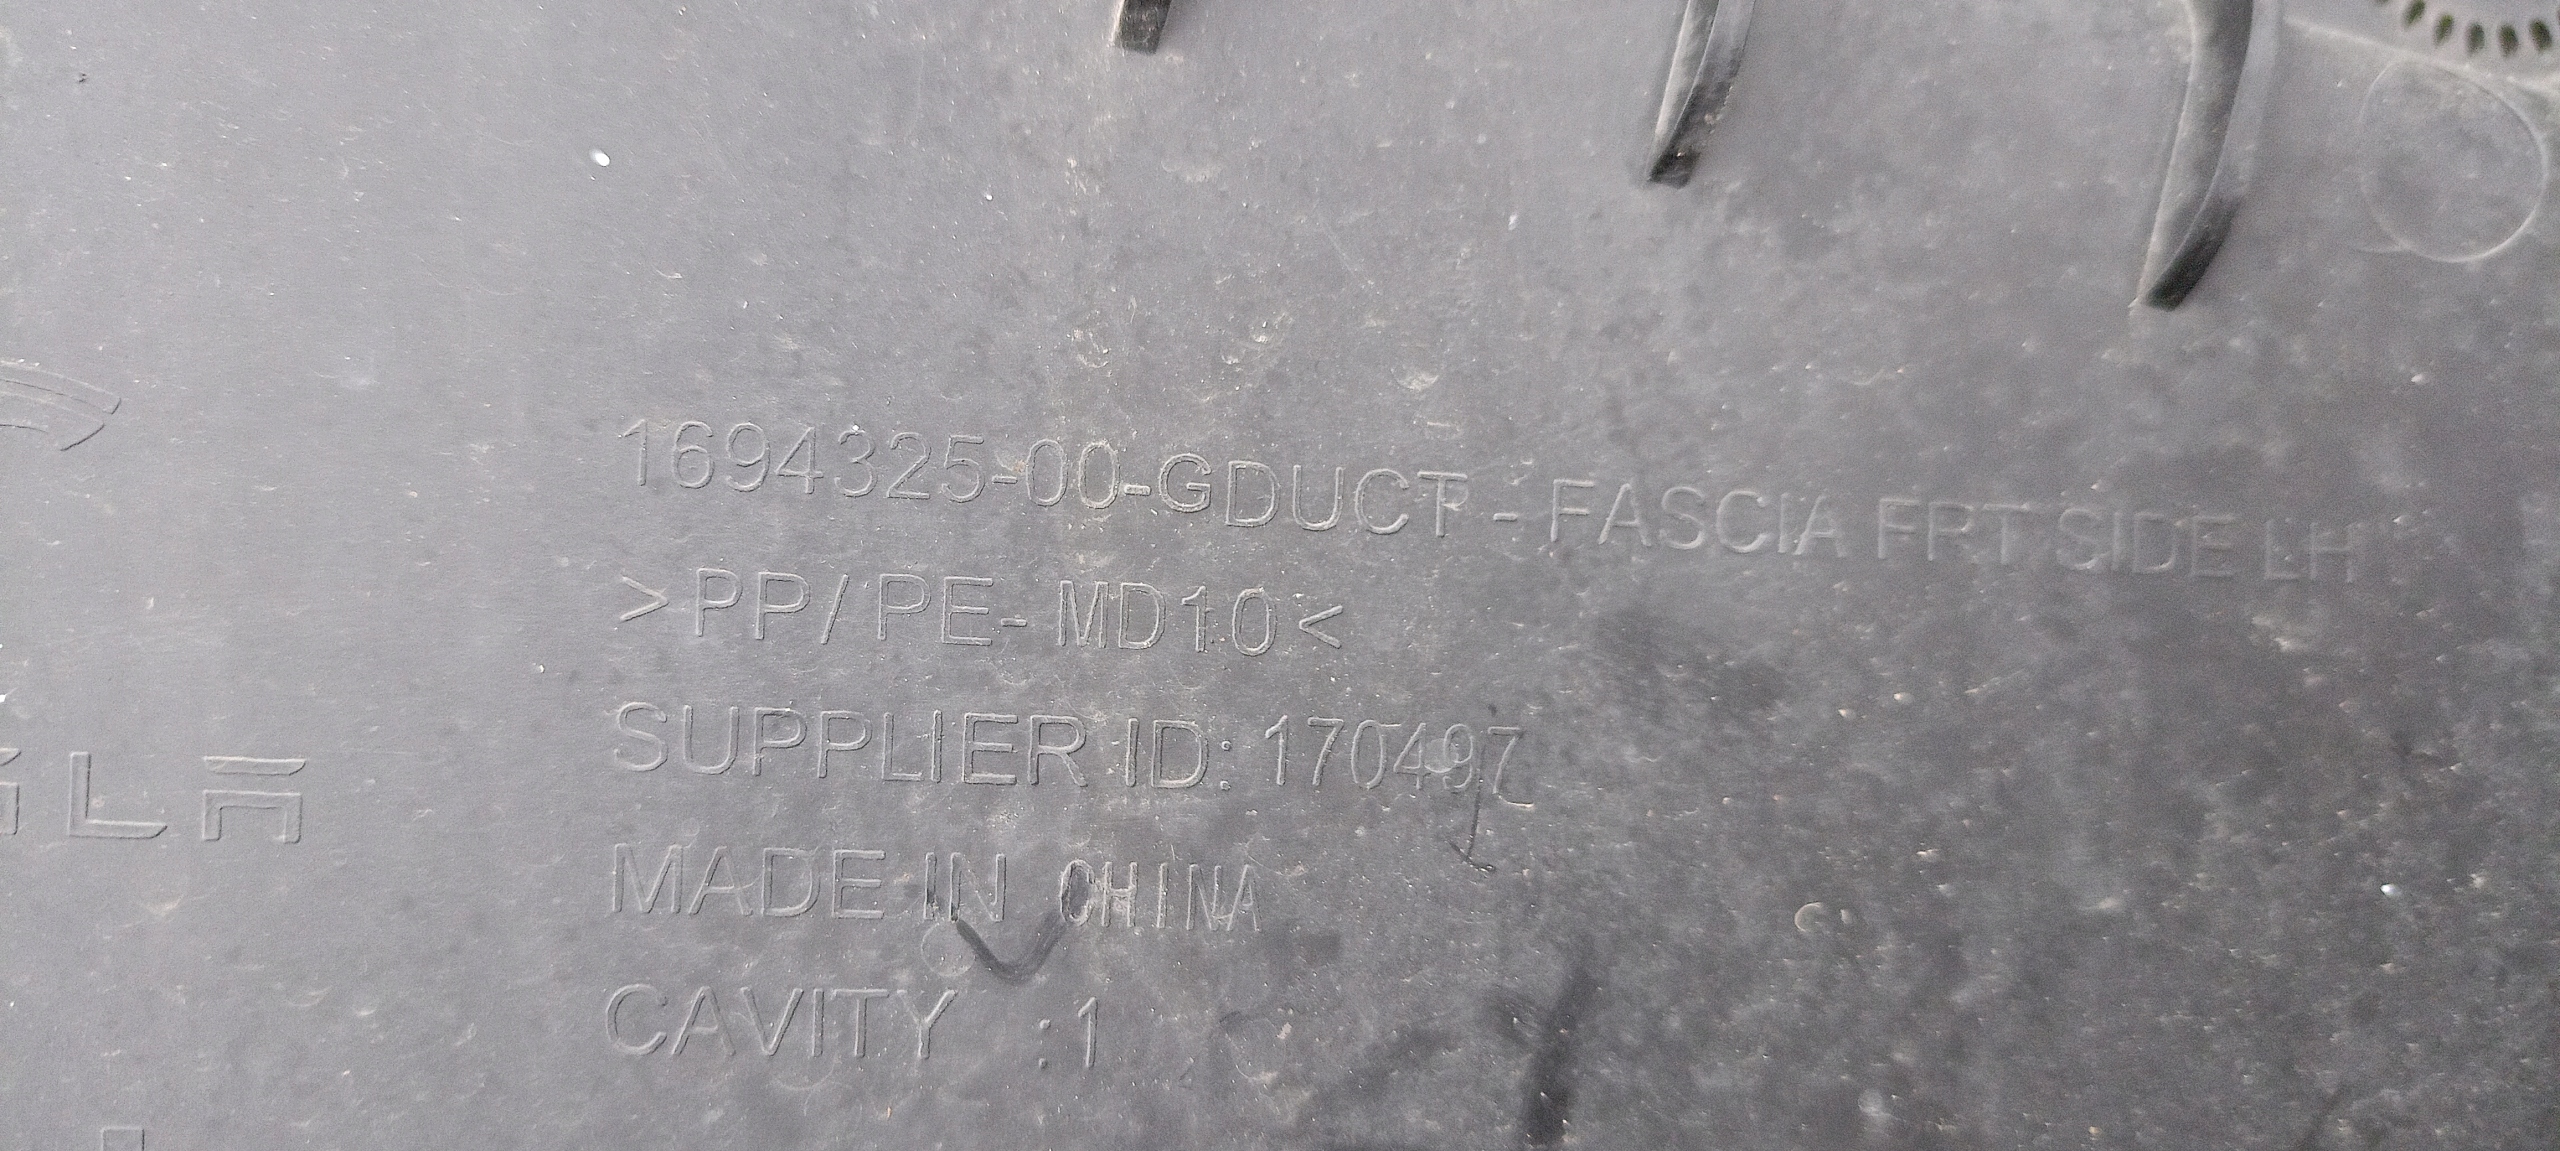 1694325-00-GDUCT - FASCIA FRT SIDE LH
>PP/PE-MD10<
SUPPLIER ID: 170497
MADE IN CHINA
CAVITY :1